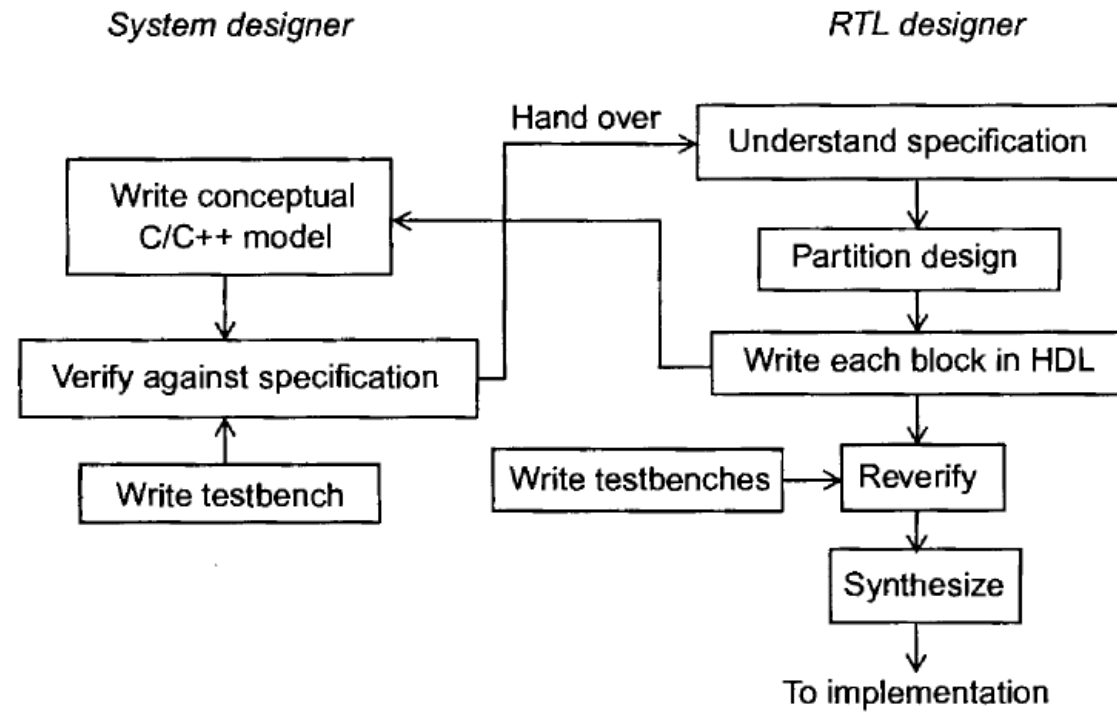 System designer
RTL designer
Hand over
Understand specification
Write conceptual
C/C++ model
Partition design
Verify against specification
Write each block in HDL
Write testbench
Write testbenches
Reverify
Synthesize
To implementation